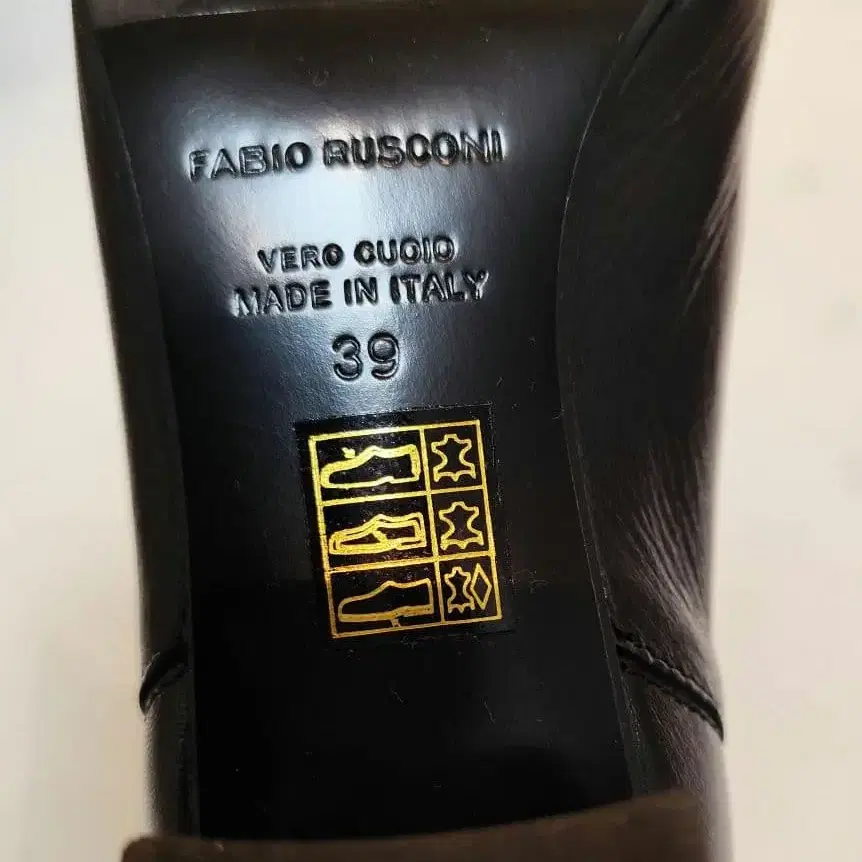 FABIO RUSCONI
VERO CUOIO
MADE IN ITALY
39